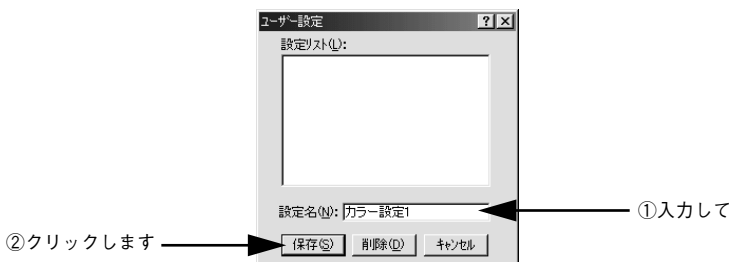 ユーザー設定
設定リスト(L):
設定名(N): カラー設定1
①入力して
②クリックします
保存(S) 削除(D) キャンセル